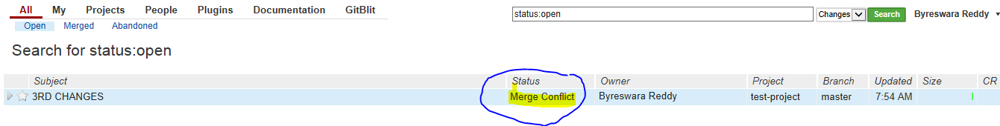 All My Projects People Plugins Documentation GitBlit
status:open Changes Search Byreswara Reddy
Open Merged Abandoned
Search for status:open
Subject Status Owner Project Branch Updated Size CR
3RD CHANGES Merge Conflict Byreswara Reddy test-project master 7:54 AM